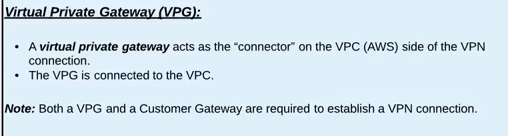 Virtual Private Gateway (VPG):
• A virtual private gateway acts as the “connector” on the VPC (AWS) side of the VPN
connection.
• The VPG is connected to the VPC.
Note: Both a VPG and a Customer Gateway are required to establish a VPN connection.